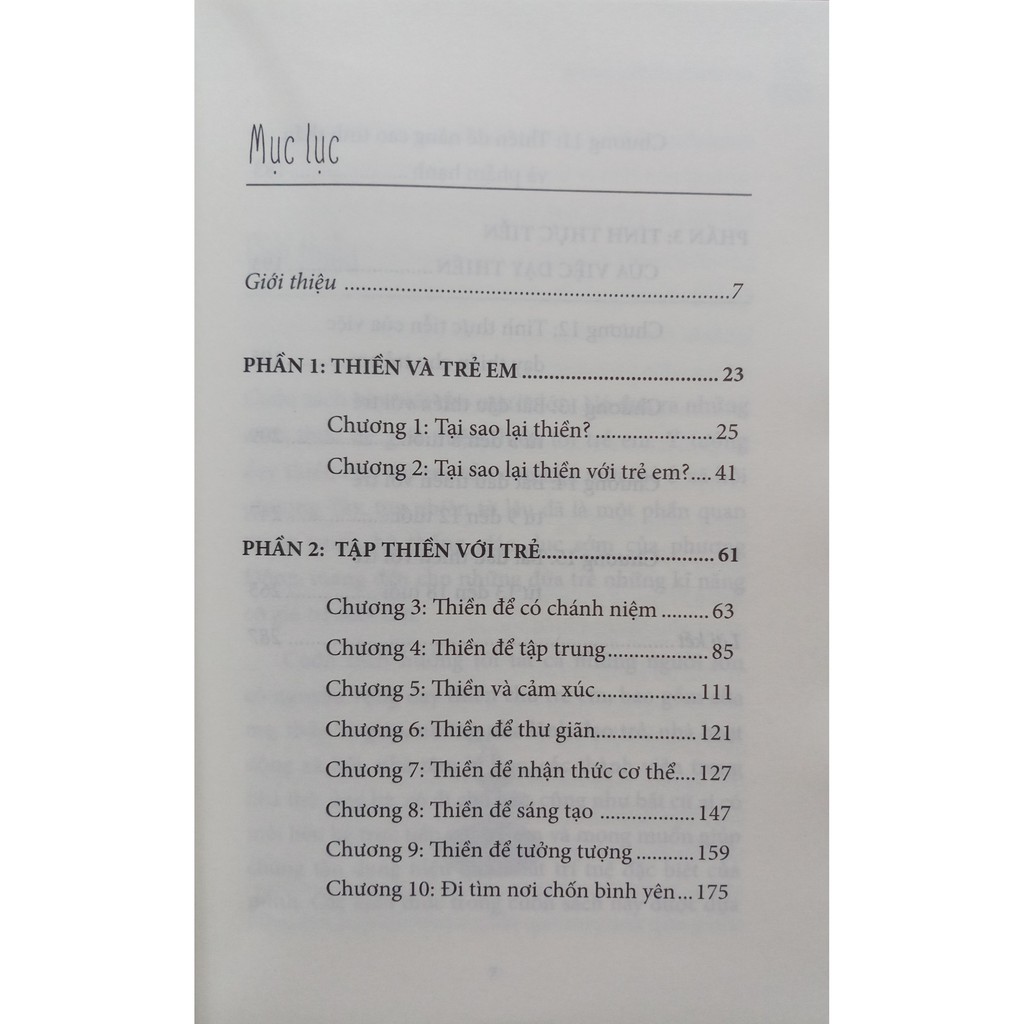 Mục lục
Giới thiệu ........................................................................7
PHẦN 1: THIỀN VÀ TRẺ EM ................................... 23
Chương 1: Tại sao lại thiền? ..................... 25
Chương 2: Tại sao lại thiền với trẻ em?.... 41
PHẦN 2: TẬP THIỀN VỚI TRẺ............................... 61
Chương 3: Thiền để có chánh niệm ......... 63
Chương 4: Thiền để tập trung.................. 85
Chương 5: Thiền và cảm xúc.................. 111
Chương 6: Thiền để thư giãn.................. 121
Chương 7: Thiền để nhận thức cơ thể.... 127
Chương 8: Thiền để sáng tạo ................. 147
Chương 9: Thiền để tưởng tượng .......... 159
Chương 10: Đi tìm nơi chốn bình yên... 175